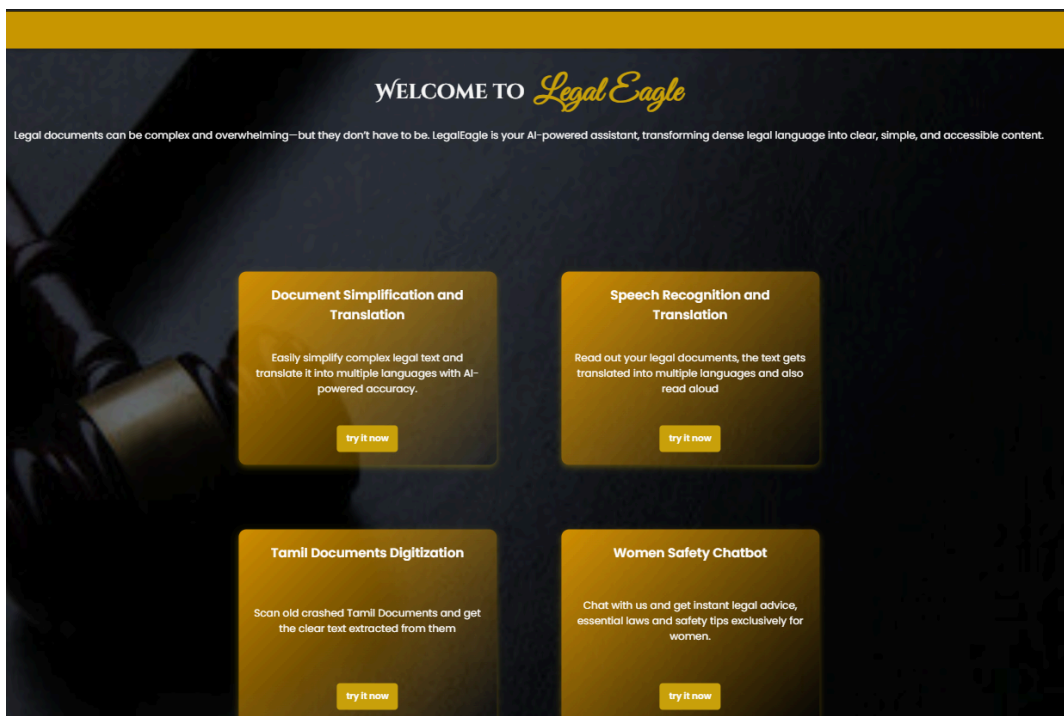 Welcome to Legal Eagle
Legal documents can be complex and overwhelming—but they don't have to be. LegalEagle is your AI-powered assistant, transforming dense legal language into clear, simple, and accessible content.
Document Simplification and
Translation
Easily simplify complex legal text and
translate it into multiple languages with AI-
powered accuracy.
try it now
Speech Recognition and
Translation
Read out your legal documents, the text gets
translated into multiple languages and also
read aloud
try it now
Tamil Documents Digitization
Scan old crashed Tamil Documents and get
the clear text extracted from them
try it now
Women Safety Chatbot
Chat with us and get instant legal advice,
essential laws and safety tips exclusively for
women.
try it now